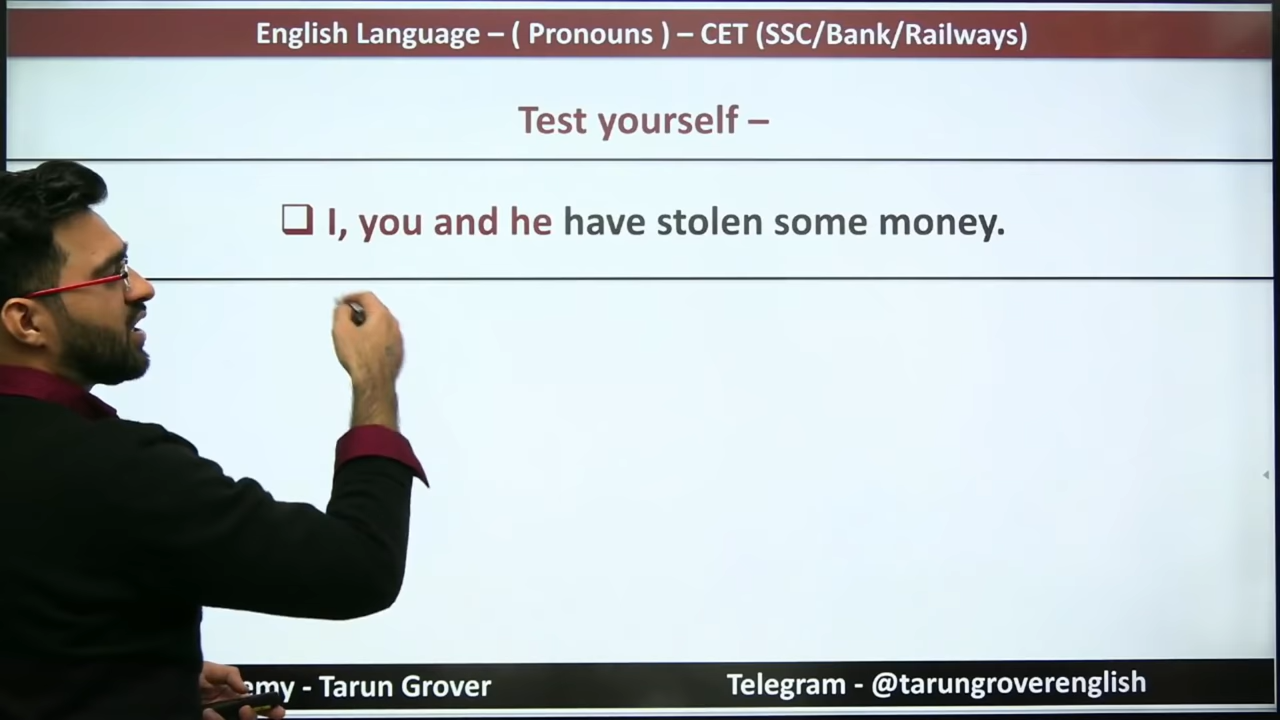 English Language – ( Pronouns ) – CET (SSC/Bank/Railways)
Test yourself –
❑ I, you and he have stolen some money.
- Tarun Grover
Telegram - @tarungroverenglish